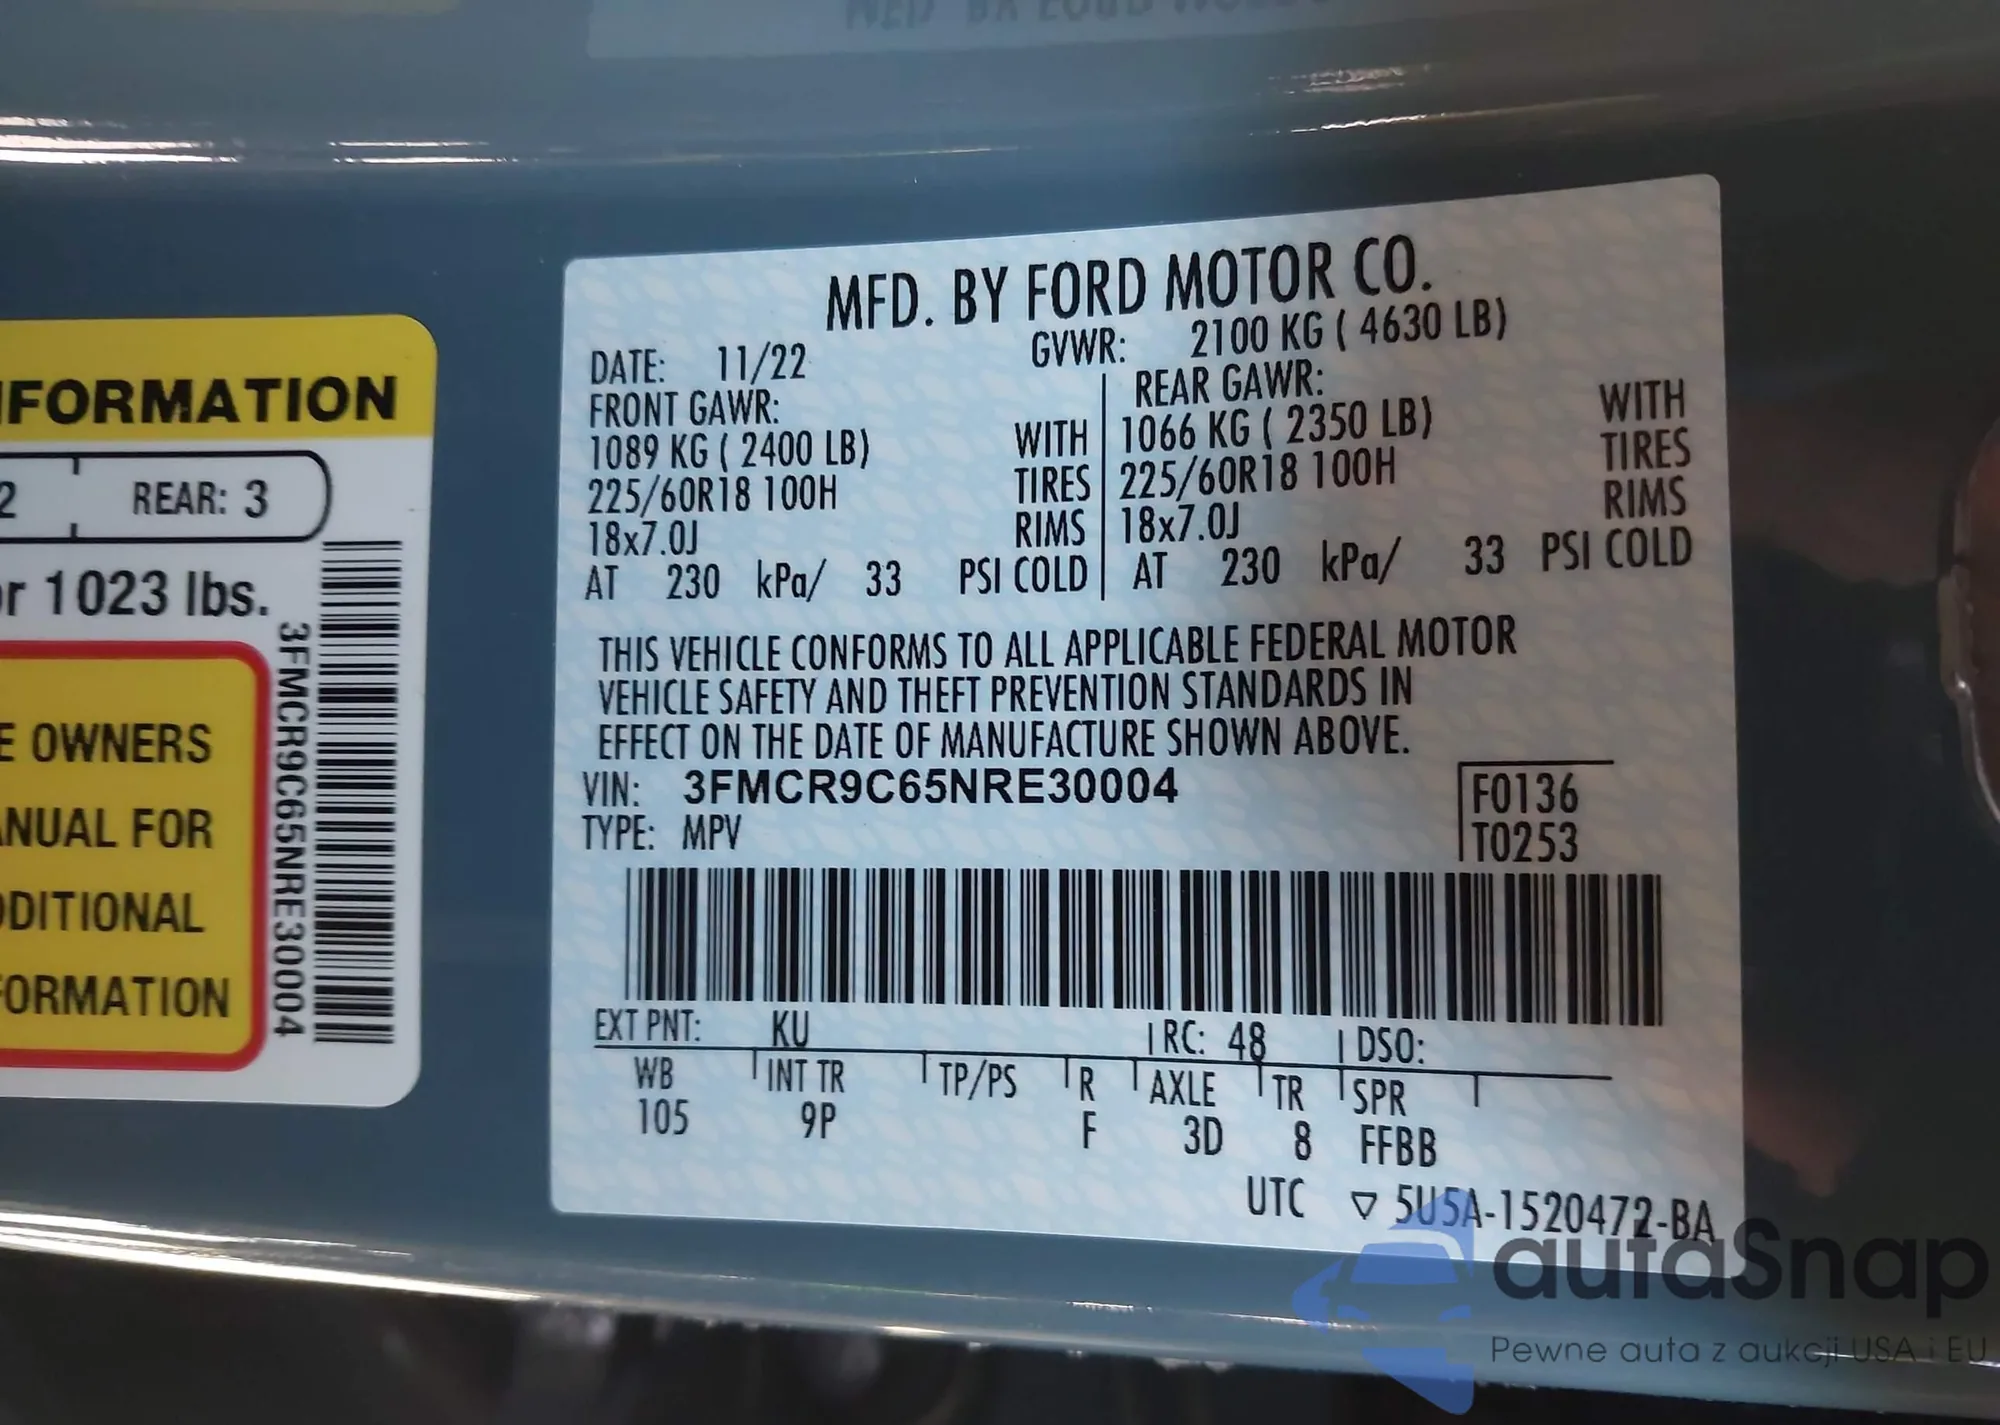 MFD. BY FORD MOTOR CO.
DATE: 11/22 GVWR: 2100 KG ( 4630 LB)
FRONT GAWR: REAR GAWR:
1089 KG ( 2400 LB) WITH 1066 KG ( 2350 LB) WITH
225/60R18 100H TIRES 225/60R18 100H TIRES
18x7.0J RIMS 18x7.0J RIMS
AT 230 kPa/ 33 PSI COLD AT 230 kPa/ 33 PSI COLD
THIS VEHICLE CONFORMS TO ALL APPLICABLE FEDERAL MOTOR
VEHICLE SAFETY AND THEFT PREVENTION STANDARDS IN
EFFECT ON THE DATE OF MANUFACTURE SHOWN ABOVE.
VIN: 3FMCR9C65NRE30004 F0136
TYPE: MPV T0253
EXT PNT: KU RC: 48 DSO:
WB INT TR TP/PS R AXLE TR SPR
105 9P F 3D 8 FFBB
UTC ▽ 5U5A-1520472-BA
NFORMATION
2 REAR: 3
or 1023 lbs.
3FMCR9C65NRE30004
E OWNERS
ANUAL FOR
DDITIONAL
FORMATION
autaSnap
Pewne auta z aukcji USA i EU